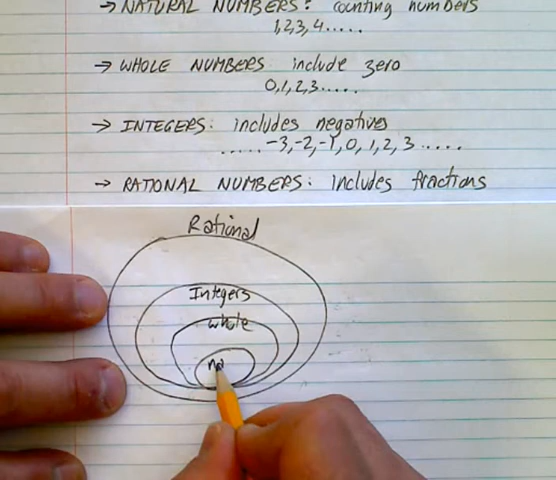 → NATURAL NUMBERS: counting numbers
1,2,3,4.....
→ WHOLE NUMBERS: include zero
0,1,2,3.....
→ INTEGERS: includes negatives
.....-3,-2,-1,0,1,2,3.....
→ RATIONAL NUMBERS: includes fractions
Rational
Integers
whole
na